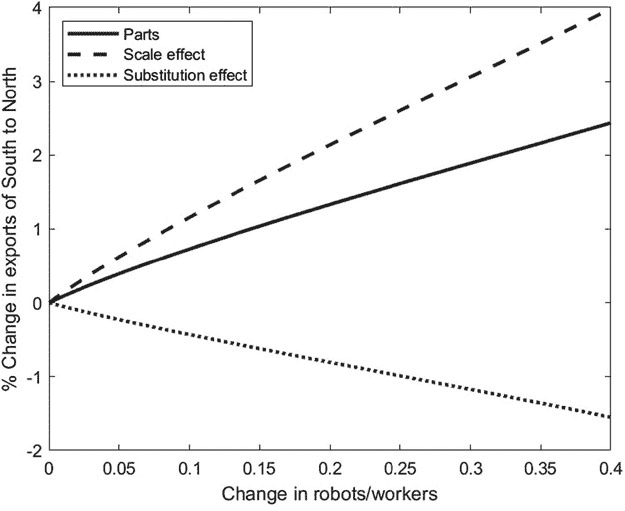 4
3
2
1
0
-1
-2
% Change in exports of South to North
Parts
Scale effect
Substitution effect
0 0.05 0.1 0.15 0.2 0.25 0.3 0.35 0.4
Change in robots/workers